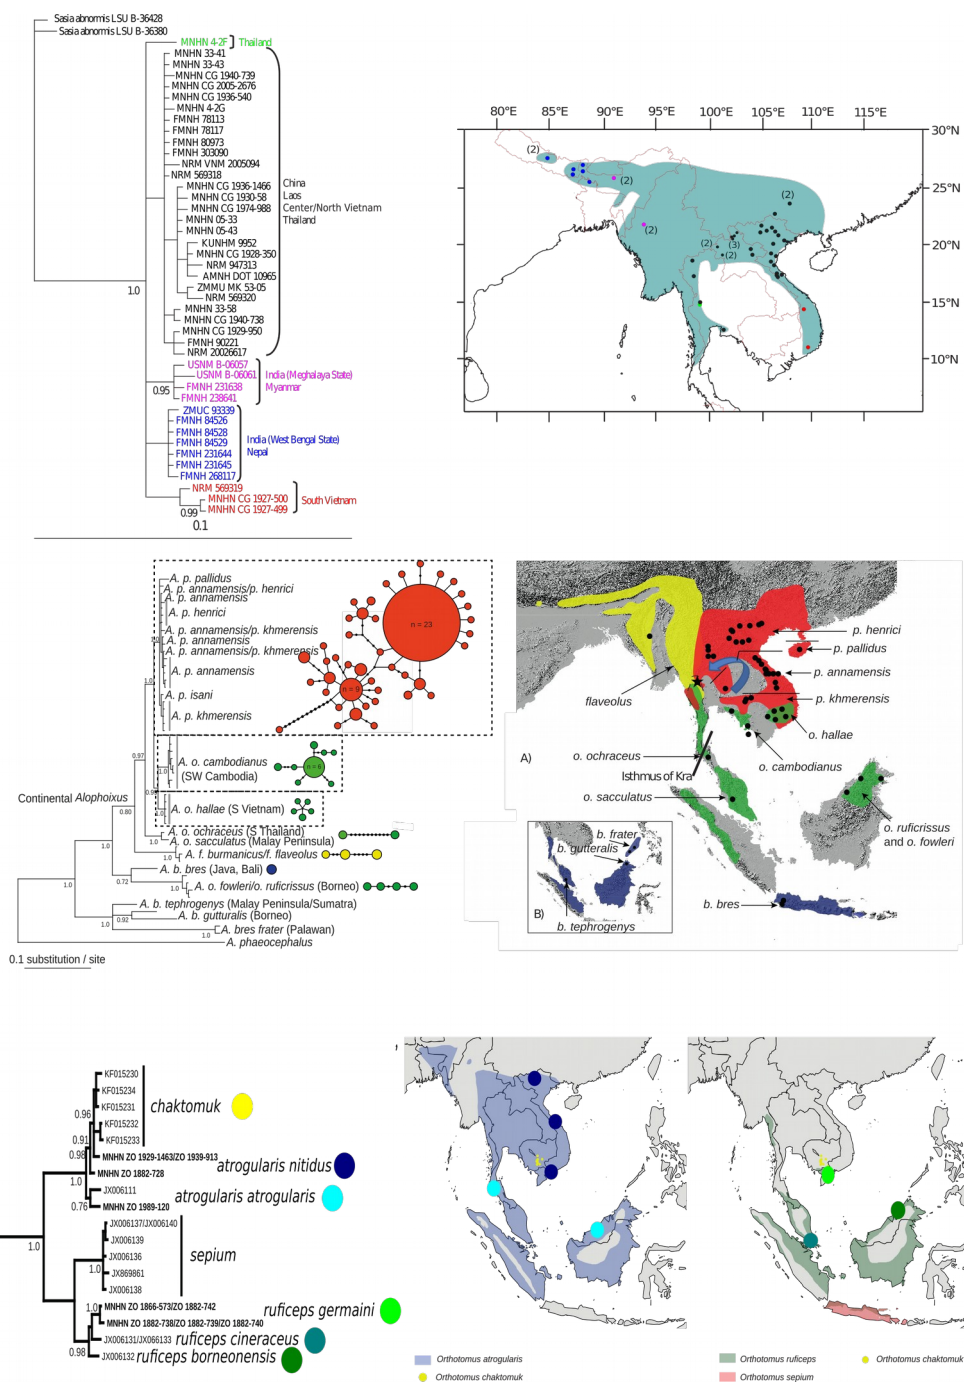 Sasia abnormis LSU B-36428
Sasia abnormis LSU B-36380
MNHN 4-2F
Thailand
MNHN 33-41
MNHN 33-43
MNHN CG 1940-739
MNHN CG 2005-2676
MNHN CG 1936-540
MNHN 4-2G
FMNH 78113
FMNH 78117
FMNH 80973
FMNH 303090
NRM VNM 2005094
NRM 569318
MNHN CG 1936-1466
MNHN CG 1930-58
MNHN CG 1974-988
MNHN 05-33
MNHN 05-43
KUNHM 9952
MNHN CG 1928-350
NRM 947313
AMNH DOT 10965
ZMMU MK 53-05
NRM 569320
MNHN 33-58
MNHN CG 1940-738
MNHN CG 1929-950
FMNH 90221
NRM 20026617
China
Laos
Center/North Vietnam
Thailand
1.0
USNM B-06057
USNM B-06061
FMNH 231638
FMNH 238641
India (Meghalaya State)
Myanmar
0.95
ZMUC 93339
FMNH 84526
FMNH 84528
FMNH 84529
FMNH 231644
FMNH 231645
FMNH 268117
India (West Bengal State)
Nepal
NRM 569319
MNHN CG 1927-500
MNHN CG 1927-499
South Vietnam
0.99
0.1
80°E 85°E 90°E 95°E 100°E 105°E 110°E 115°E
30°N
25°N
20°N
15°N
10°N
(2)
(2)
(2)
(2)
(2)
(3)
(2)
A. p. pallidus
A. p. annamensis/p. henrici
A. p. annamensis
A. p. henrici
A. p. annamensis/p. khmerensis
A. p. annamensis
A. p. annamensis/p. khmerensis
A. p. annamensis
A. p. isani
A. p. khmerensis
n = 23
n = 9
1.0
A. o. cambodianus
(SW Cambodia)
n = 6
1.0
0.97
A. o. hallae (S Vietnam)
1.0
Continental Alophoixus
0.80
A. o. ochraceus (S Thailand)
A. o. sacculatus (Malay Peninsula)
1.0
A. f. burmanicus/f. flaveolus
1.0
1.0
A. b. bres (Java, Bali)
0.72
A. o. fowleri/o. ruficrissus (Borneo)
1.0
1.0
A. b. tephrogenys (Malay Peninsula/Sumatra)
A. b. gutturalis (Borneo)
0.92
1.0
A. bres frater (Palawan)
1.0
A. phaeocephalus
0.1 substitution / site
p. henrici
p. pallidus
p. annamensis
p. khmerensis
o. hallae
flaveolus
o. cambodianus
o. ochraceus
A)
Isthmus of Kra
o. sacculatus
o. ruficrissus
and o. fowleri
b. frater
b. gutteralis
B)
b. tephrogenys
b. bres
KF015230
KF015234
KF015231
KF015232
KF015233
chaktomuk
0.96
0.91
0.98
MNHN ZO 1929-1463/ZO 1939-913
MNHN ZO 1882-728
atrogularis nitidus
1.0
JX006111
MNHN ZO 1989-120
atrogularis atrogularis
0.76
JX006137/JX006140
JX006139
JX006136
JX869861
JX006138
sepium
1.0
1.0
MNHN ZO 1866-573/ZO 1882-742
MNHN ZO 1882-738/ZO 1882-739/ZO 1882-740
ruficeps germaini
1.0
JX006131/JX066133
ruficeps cineraceus
JX006132
ruficeps borneonensis
0.98
Orthotomus atrogularis
Orthotomus chaktomuk
Orthotomus ruficeps
Orthotomus chaktomuk
Orthotomus sepium